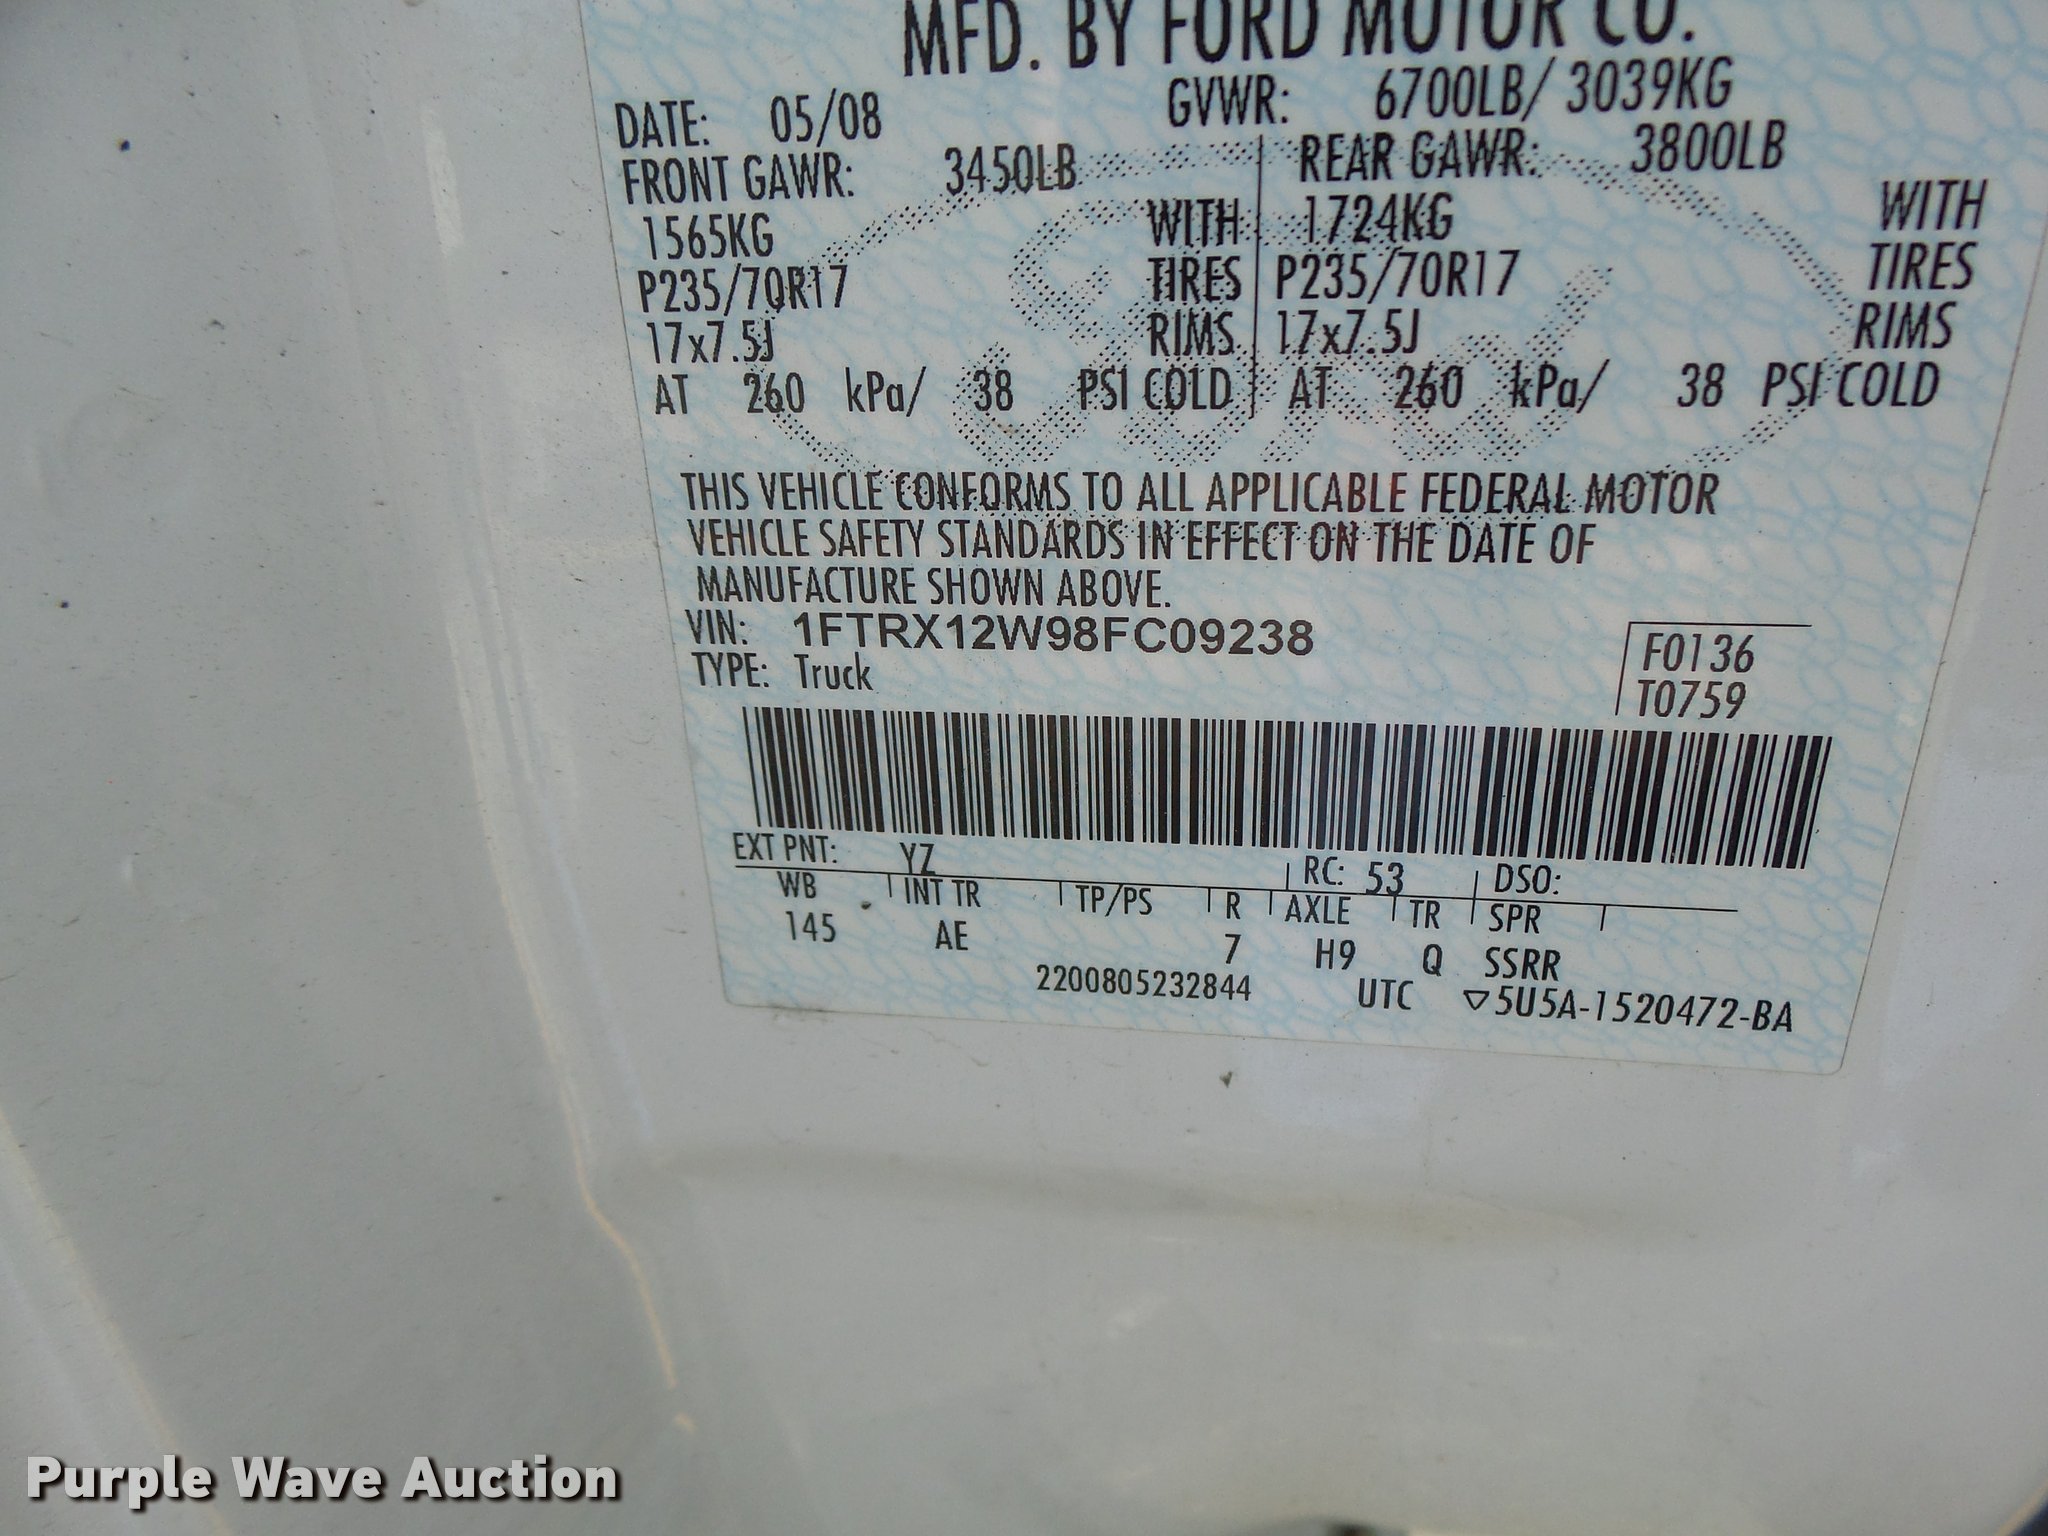 MFD. BY FORD MOTOR CO.
DATE: 05/08 GVWR: 6700LB/ 3039KG
FRONT GAWR: 3450LB REAR GAWR: 3800LB
1565KG WITH 1724KG WITH
P235/70R17 TIRES P235/70R17 TIRES
17x7.5J RIMS 17x7.5J RIMS
AT 260 kPa/ 38 PSI COLD AT 260 kPa/ 38 PSI COLD
THIS VEHICLE CONFORMS TO ALL APPLICABLE FEDERAL MOTOR
VEHICLE SAFETY STANDARDS IN EFFECT ON THE DATE OF
MANUFACTURE SHOWN ABOVE.
VIN: 1FTRX12W98FC09238 F0136
TYPE: Truck T0759
EXT PNT: YZ RC: 53 DSO:
WB INT TR TP/PS R AXLE TR SPR
145 AE 7 H9 Q SSRR
2200805232844 UTC ▽5U5A-1520472-BA
Purple Wave Auction